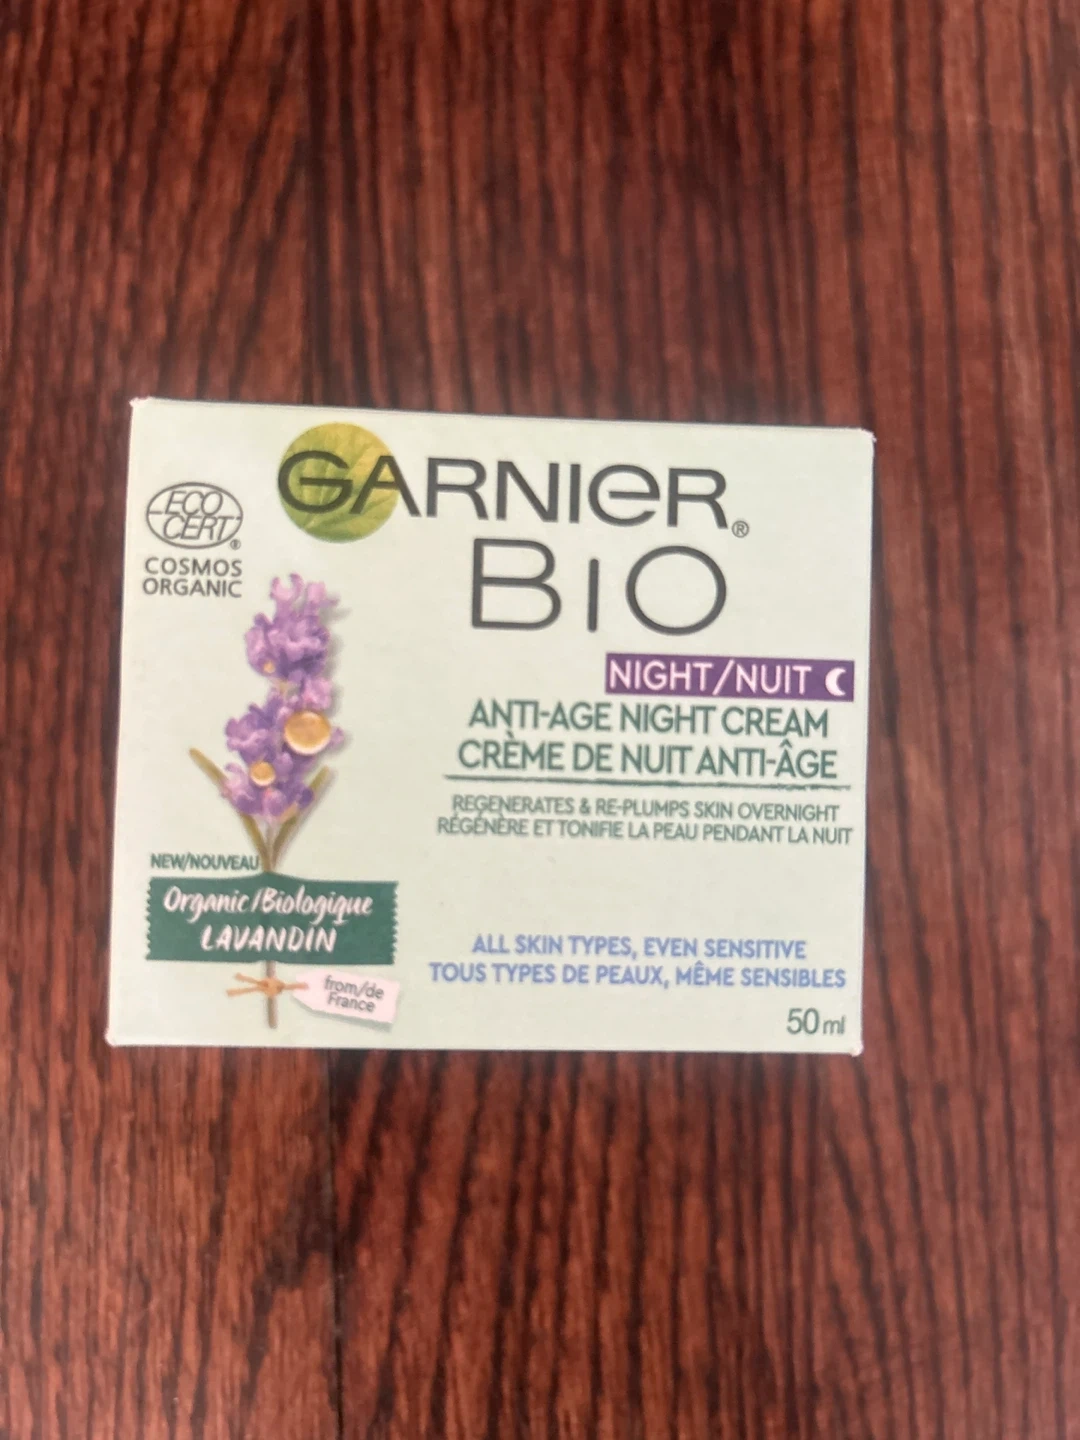 GARNIER®
BIO
ECO
CERT®
COSMOS
ORGANIC
NIGHT/NUIT
ANTI-AGE NIGHT CREAM
CRÈME DE NUIT ANTI-ÂGE
REGENERATES & RE-PLUMPS SKIN OVERNIGHT
RÉGÉNÈRE ET TONIFIE LA PEAU PENDANT LA NUIT
NEW/NOUVEAU
Organic/Biologique
LAVANDIN
from/de
France
ALL SKIN TYPES, EVEN SENSITIVE
TOUS TYPES DE PEAUX, MÊME SENSIBLES
50 ml